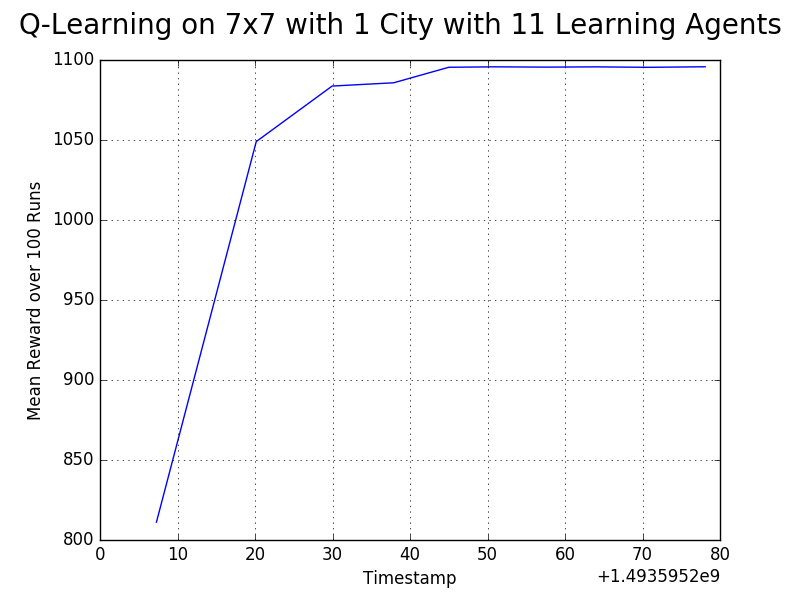 Q-Learning on 7x7 with 1 City with 11 Learning Agents
Mean Reward over 100 Runs
1100
1050
1000
950
900
850
800
0 10 20 30 40 50 60 70 80
Timestamp
+1.4935952e9